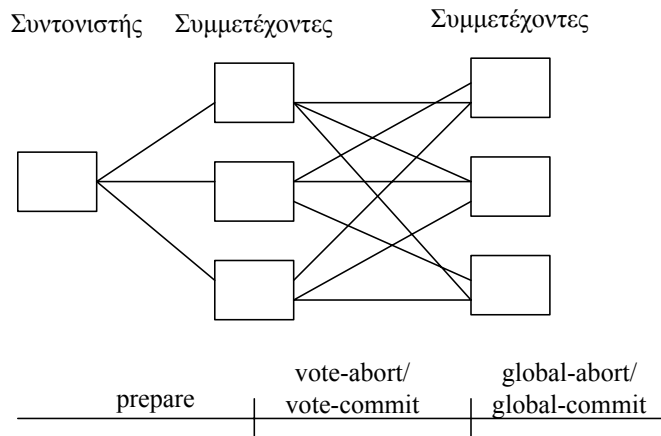 Συντονιστής
Συμμετέχοντες
Συμμετέχοντες
prepare
vote-abort/
vote-commit
global-abort/
global-commit